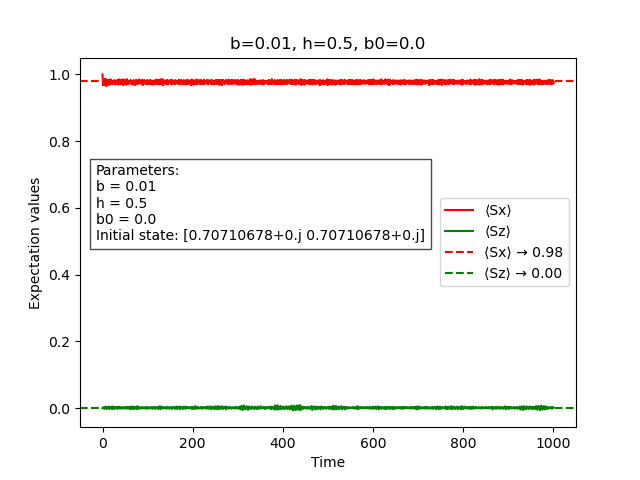 b=0.01, h=0.5, b0=0.0
Expectation values
1.0
0.8
0.6
0.4
0.2
0.0
Parameters:
b = 0.01
h = 0.5
b0 = 0.0
Initial state: [0.70710678+0.j 0.70710678+0.j]
⟨Sx⟩
⟨Sz⟩
⟨Sx⟩ → 0.98
⟨Sz⟩ → 0.00
0 200 400 600 800 1000
Time